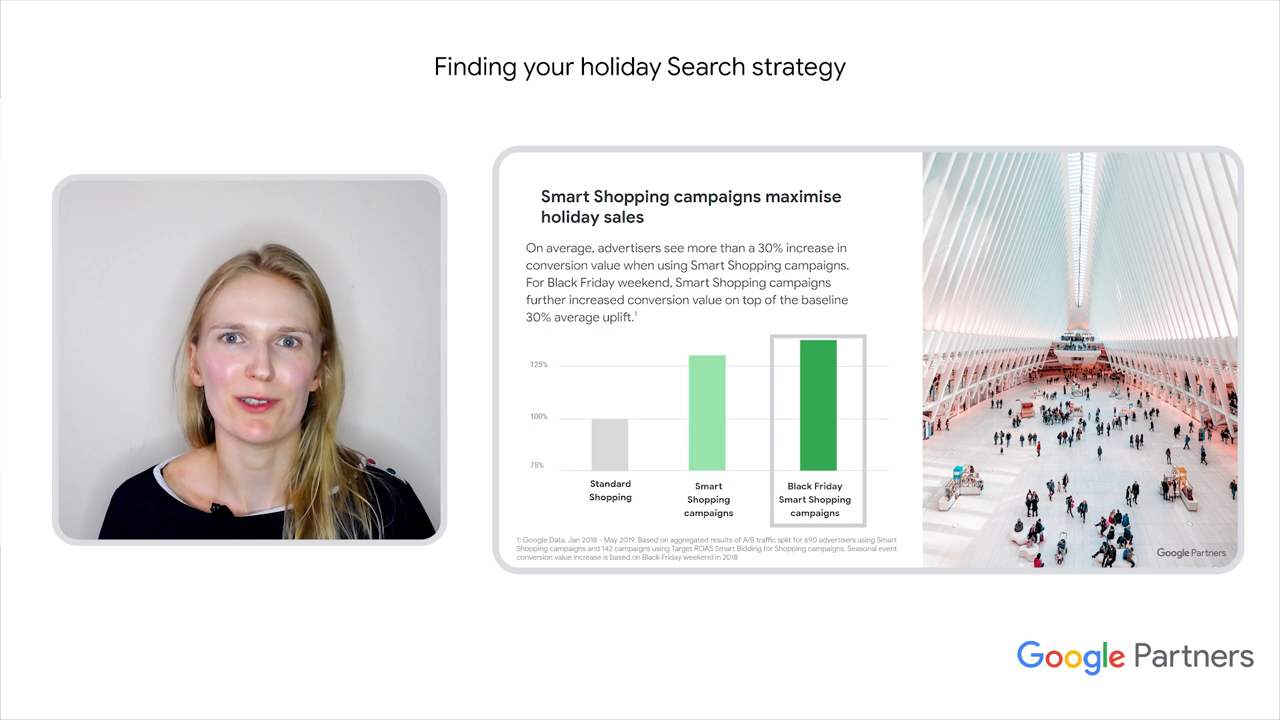 Finding your holiday Search strategy
Smart Shopping campaigns maximise
holiday sales
On average, advertisers see more than a 30% increase in
conversion value when using Smart Shopping campaigns.
For Black Friday weekend, Smart Shopping campaigns
further increased conversion value on top of the baseline
30% average uplift.¹
125%
100%
75%
Standard
Shopping
Smart
Shopping
campaigns
Black Friday
Smart Shopping
campaigns
1: Google Data, Jan 2018 - May 2019. Based on aggregated results of A/B traffic split for 690 advertisers using Smart
Shopping campaigns and 142 campaigns using Target ROAS Smart Bidding for Shopping campaigns. Seasonal event
conversion value increase is based on Black Friday weekend in 2018
Google Partners
Google Partners